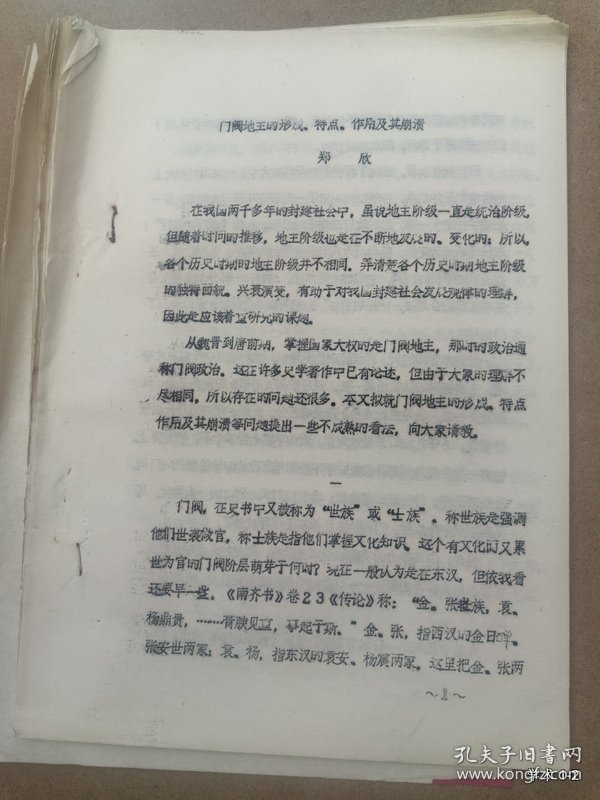 门阀地主的形成、特点、作用及其崩溃
郑 欣
在我国两千多年的封建社会中，虽说地主阶级一直是统治阶级，
但随着时间的推移，地主阶级也是在不断地发展的、变化的；所以，
各个历史时期的地主阶级并不相同。弄清楚各个历史时期地主阶级
的独特面貌、兴衰演变，有助于对我国封建社会发展规律的理解，
因此是应该着重研究的课题。
从魏晋到唐前期，掌握国家大权的是门阀地主，那时的政治通
称门阀政治。这在许多史学著作中已有论述，但由于大家的理解不
尽相同，所以存在的问题还很多。本文拟就门阀地主的形成、特点
作用及其崩溃等问题提出一些不成熟的看法，向大家请教。
一
门阀，在史书中又被称为“世族”或“士族”。称世族是强调
他们世袭做官，称士族是指他们掌握文化知识。这个有文化而又累
世为官的门阀阶层萌芽于何时？现在一般认为是在东汉，但依我看
还要早一些。《南齐书》卷23《传论》称：“金、张世族，袁、
杨鼎贵，………膏腴见重，事起于斯。”金、张，指西汉的金日磾、
张安世两家；袁、杨，指东汉的袁安、杨震两家。这里把金、张两
～1～
孔夫子旧书网
www.kongfz.com